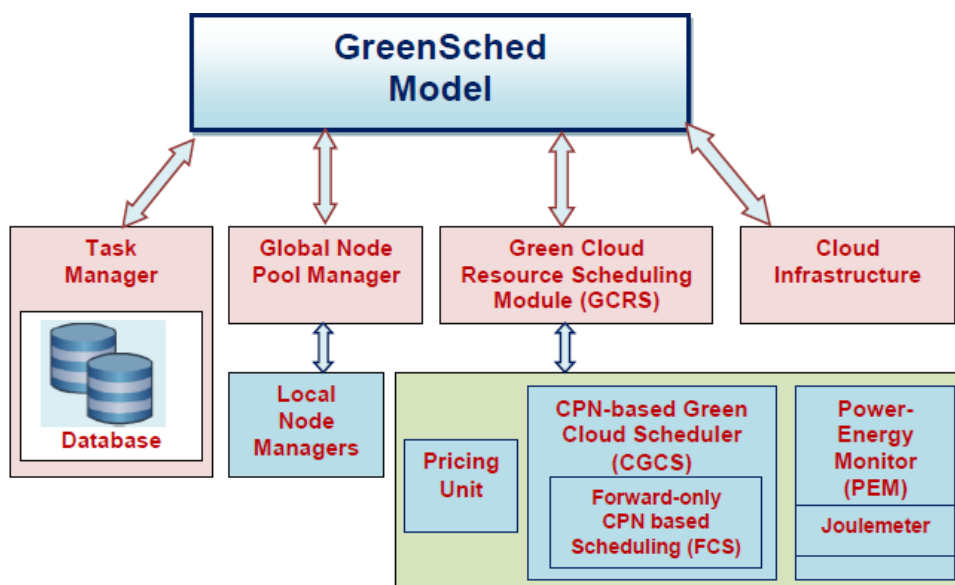 GreenSched
Model
Task
Manager
Database
Global Node
Pool Manager
Local
Node
Managers
Green Cloud
Resource Scheduling
Module (GCRS)
Cloud
Infrastructure
Pricing
Unit
CPN-based Green
Cloud Scheduler
(CGCS)
Forward-only
CPN based
Scheduling (FCS)
Power-
Energy
Monitor
(PEM)
Joulemeter